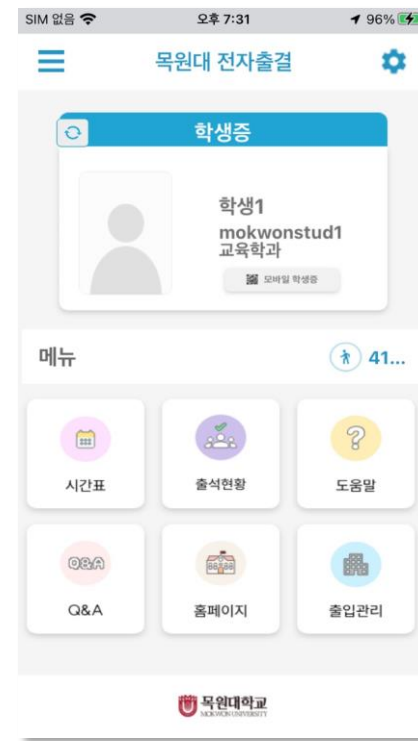 SIM 없음 오후 7:31 96%
목원대 전자출결
학생증
학생1
mokwonstud1
교육학과
모바일 학생증
메뉴 41...
시간표 출석현황 도움말
Q&A
Q&A 홈페이지 출입관리
목원대학교
MOKWON UNIVERSITY